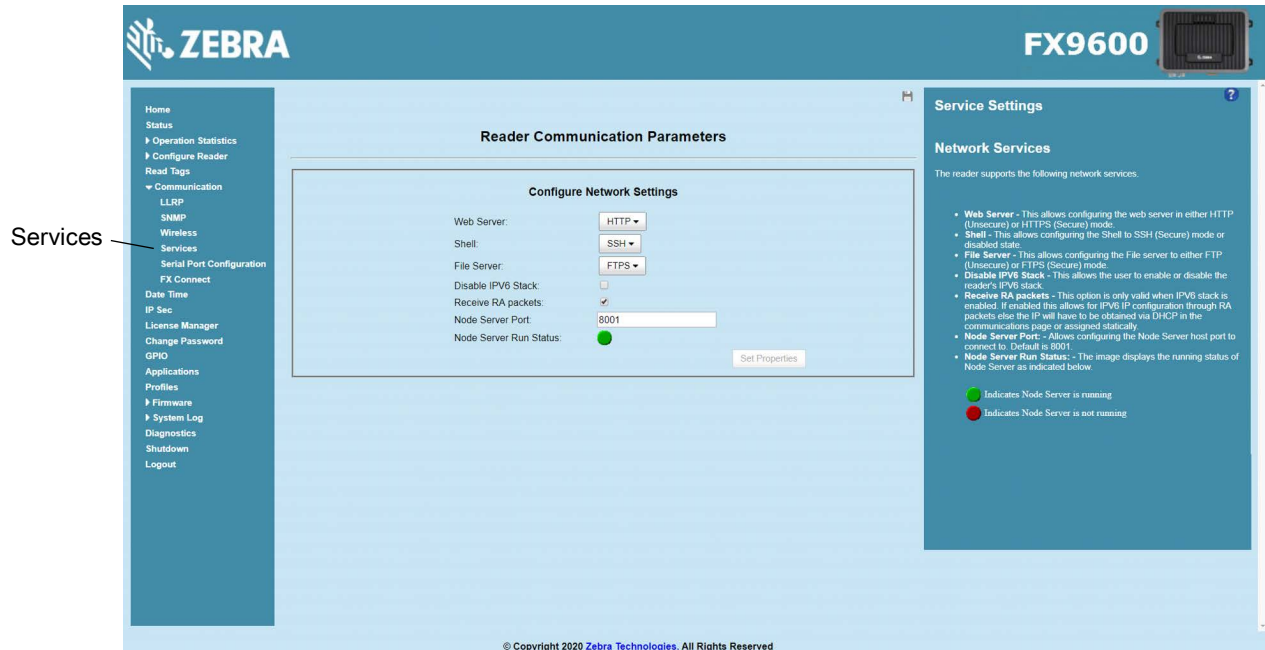 ZEBRA
FX9600
Services
Home
Status
Operation Statistics
Configure Reader
Read Tags
Communication
LLRP
SNMP
Wireless
Services
Serial Port Configuration
FX Connect
Date Time
IP Sec
License Manager
Change Password
GPIO
Applications
Profiles
Firmware
System Log
Diagnostics
Shutdown
Logout
Reader Communication Parameters
Configure Network Settings
Web Server: HTTP
Shell: SSH
File Server: FTPS
Disable IPV6 Stack:
Receive RA packets:
Node Server Port: 8001
Node Server Run Status:
Set Properties
Service Settings
?
Network Services
The reader supports the following network services.
• Web Server - This allows configuring the web server in either HTTP
(Unsecure) or HTTPS (Secure) mode.
• Shell - This allows configuring the Shell to SSH (Secure) mode or
disabled state.
• File Server - This allows configuring the File server to either FTP
(Unsecure) or FTPS (Secure) mode.
• Disable IPV6 Stack - This allows the user to enable or disable the
reader's IPV6 stack.
• Receive RA packets - This option is only valid when IPV6 stack is
enabled. If enabled this allows for IPV6 IP configuration through RA
packets else the IP will have to be obtained via DHCP in the
communications page or assigned statically.
• Node Server Port: - Allows configuring the Node Server host port to
connect to. Default is 8001.
• Node Server Run Status: - The image displays the running status of
Node Server as indicated below.
Indicates Node Server is running
Indicates Node Server is not running
© Copyright 2020 Zebra Technologies. All Rights Reserved